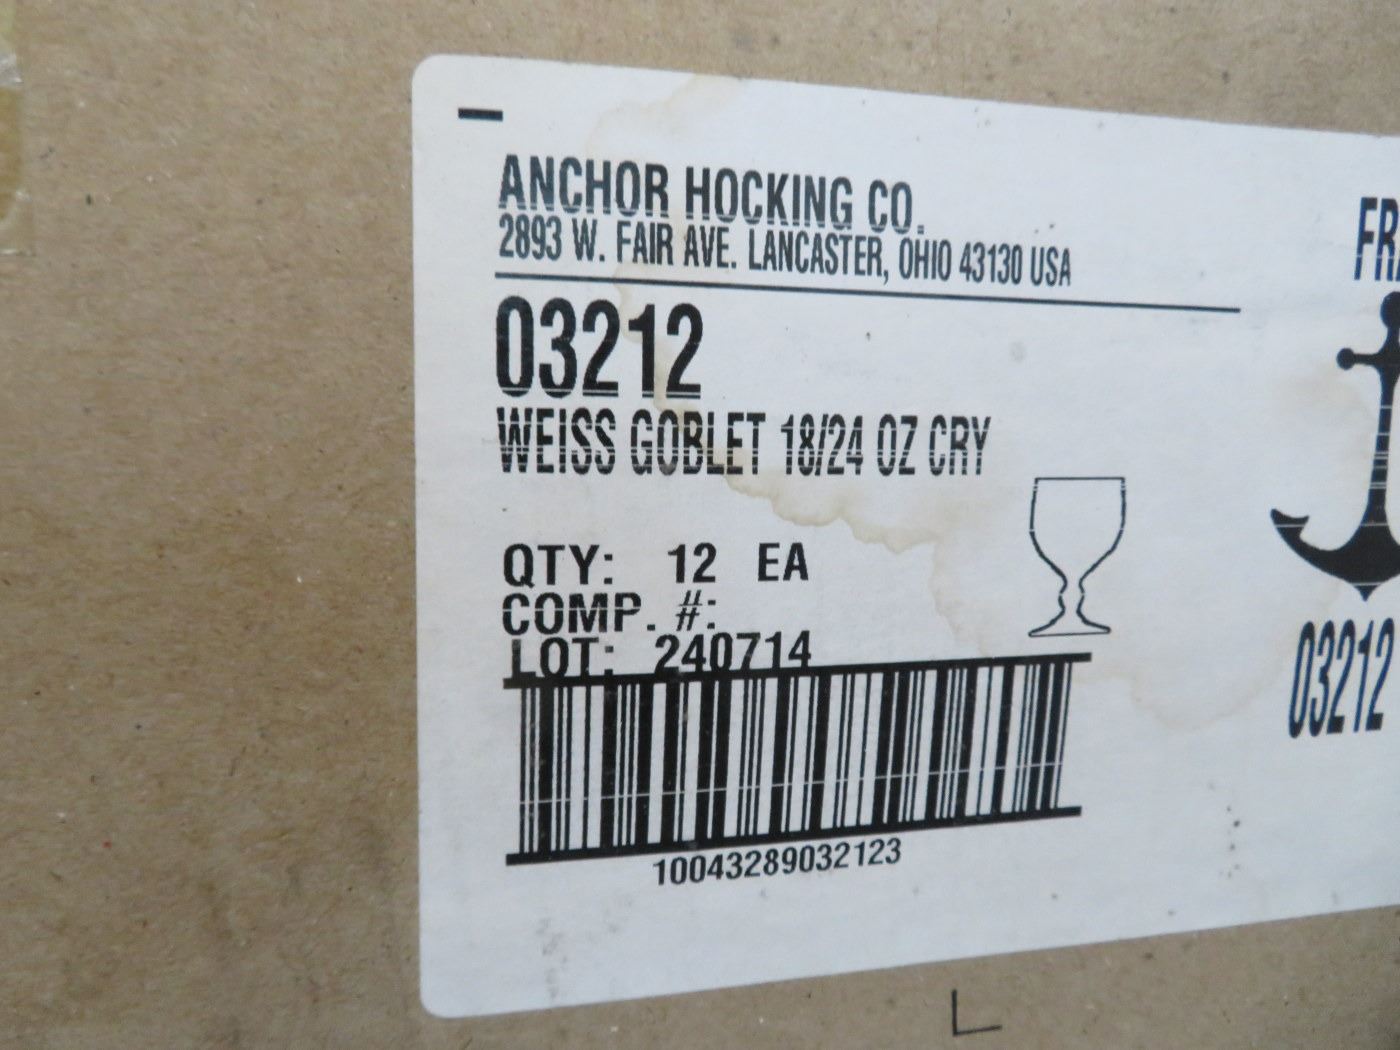 ANCHOR HOCKING CO.
2893 W. FAIR AVE. LANCASTER, OHIO 43130 USA
03212
WEISS GOBLET 18/24 OZ CRY
QTY: 12 EA
COMP. #:
LOT: 240714
10043289032123
03212